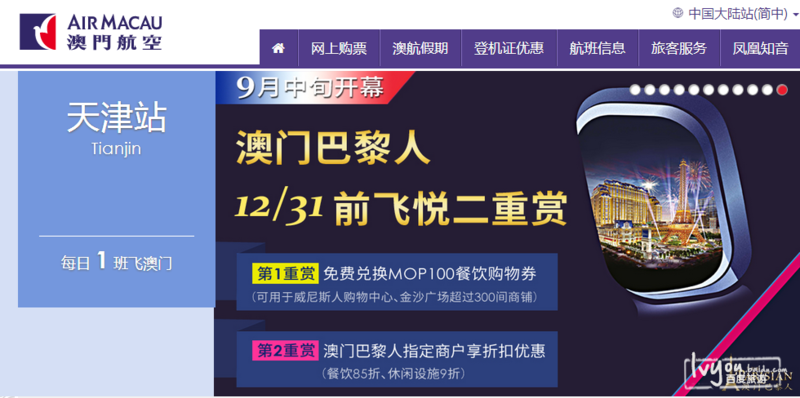 AIR MACAU
澳門航空
中国大陆站(简中)
网上购票
澳航假期
登机证优惠
航班信息
旅客服务
凤凰知音
天津站
Tianjin
每日 1 班飞澳门
9月中旬开幕
澳门巴黎人
12/31 前飞悦二重赏
第1重赏 免费兑换MOP100餐饮购物券
(可用于威尼斯人购物中心、金沙广场超过300间商铺)
第2重赏 澳门巴黎人指定商户享折扣优惠
(餐饮85折、休闲设施9折)
lvyou.baidu.com
百度旅游